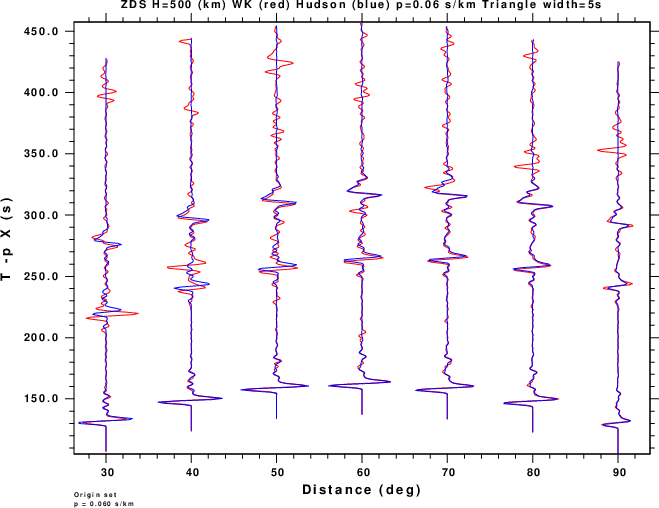 ZDS H=500 (km) WK (red) Hudson (blue) p=0.06 s/km Triangle width=5s
450.0
400.0
350.0
300.0
250.0
200.0
150.0
T -p X (s)
30 40 50 60 70 80 90
Distance (deg)
Origin set
p = 0.060 s/km